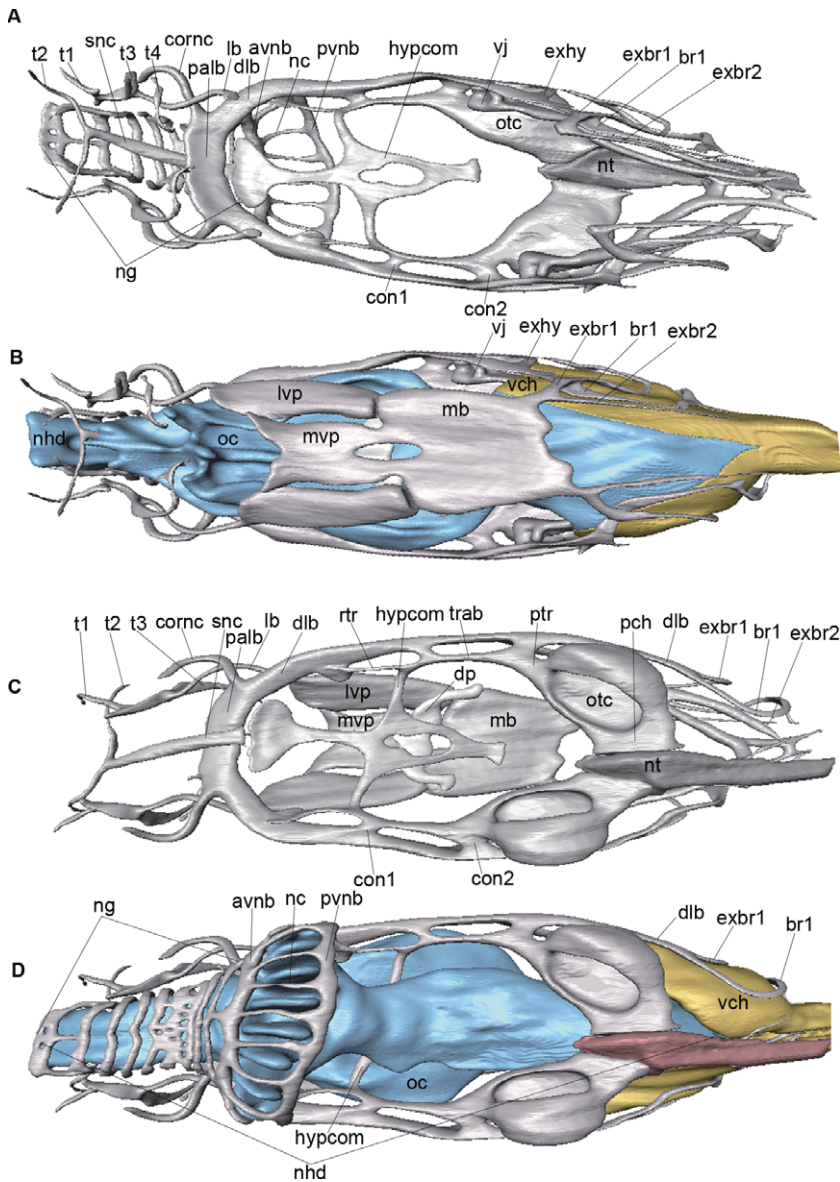 A
t2 t1 snc t3 t4 cornc palb lb dlb avnb nc pvnb hypcom vj exhy exbr1 br1 exbr2
otc
nt
ng
con1
con2
B
vj exhy exbr1 br1 exbr2
vch
lvp
mb
nhd
oc
mvp
C
t1 t2 t3 cornc snc palb lb dlb rtr hypcom trab ptr pch dlb exbr1 br1 exbr2
dp
lvp
otc
mvp
mb
nt
con1
con2
D
ng
avnb nc pvnb
dlb exbr1 br1
vch
oc
hypcom
nhd